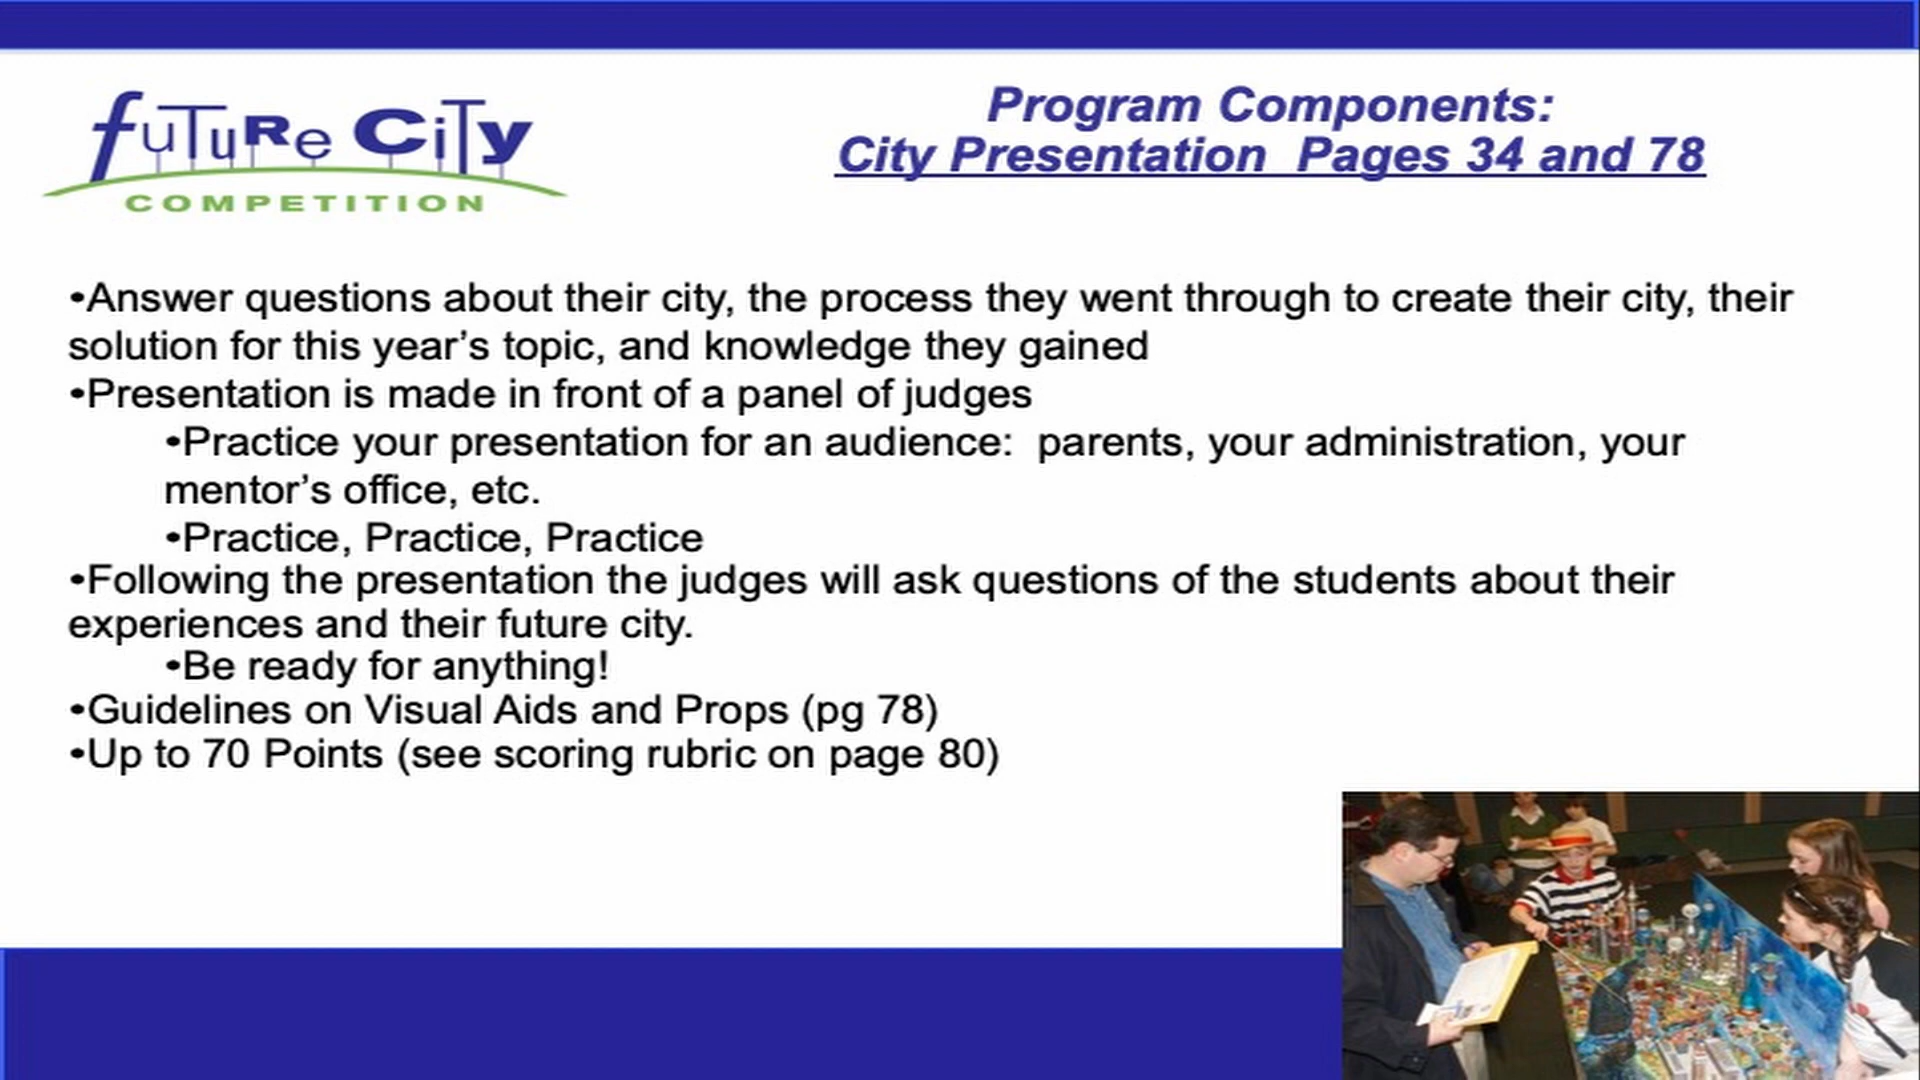 Future City
COMPETITION
Program Components:
City Presentation  Pages 34 and 78
•Answer questions about their city, the process they went through to create their city, their
solution for this year’s topic, and knowledge they gained
•Presentation is made in front of a panel of judges
•Practice your presentation for an audience:  parents, your administration, your
mentor’s office, etc.
•Practice, Practice, Practice
•Following the presentation the judges will ask questions of the students about their
experiences and their future city.
•Be ready for anything!
•Guidelines on Visual Aids and Props (pg 78)
•Up to 70 Points (see scoring rubric on page 80)